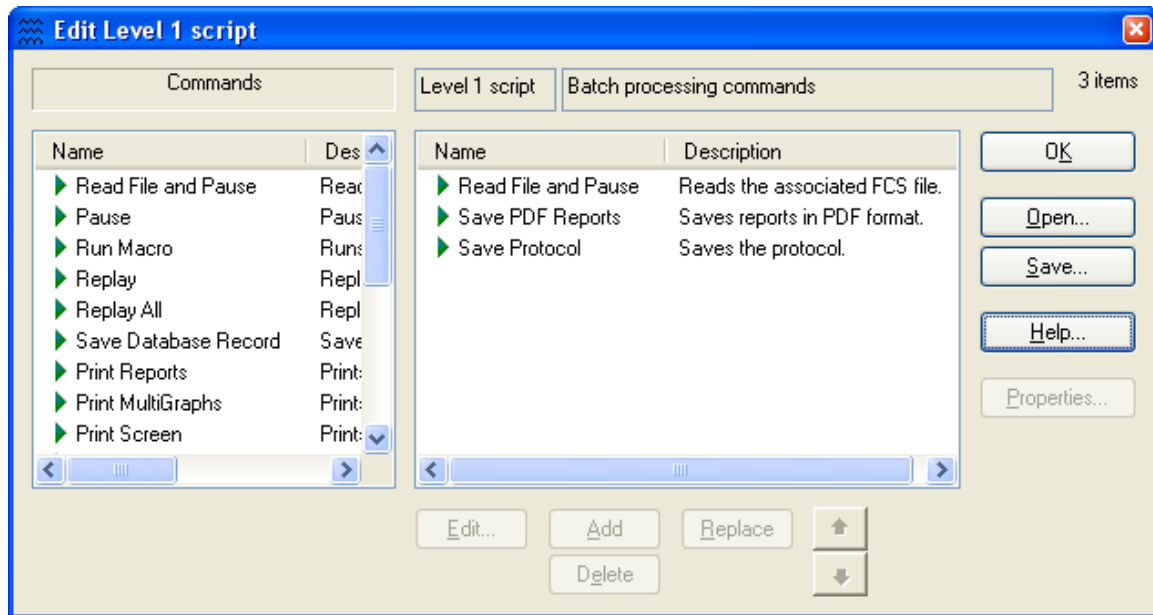 Edit Level 1 script
Commands
Level 1 script
Batch processing commands
3 items
Name Des
Read File and Pause Read
Pause Paus
Run Macro Runs
Replay Repl
Replay All Repl
Save Database Record Save
Print Reports Print:
Print MultiGraphs Print:
Print Screen Print:
Name Description
Read File and Pause Reads the associated FCS file.
Save PDF Reports Saves reports in PDF format.
Save Protocol Saves the protocol.
OK
Open...
Save...
Help...
Properties...
Edit... Add Replace
Delete